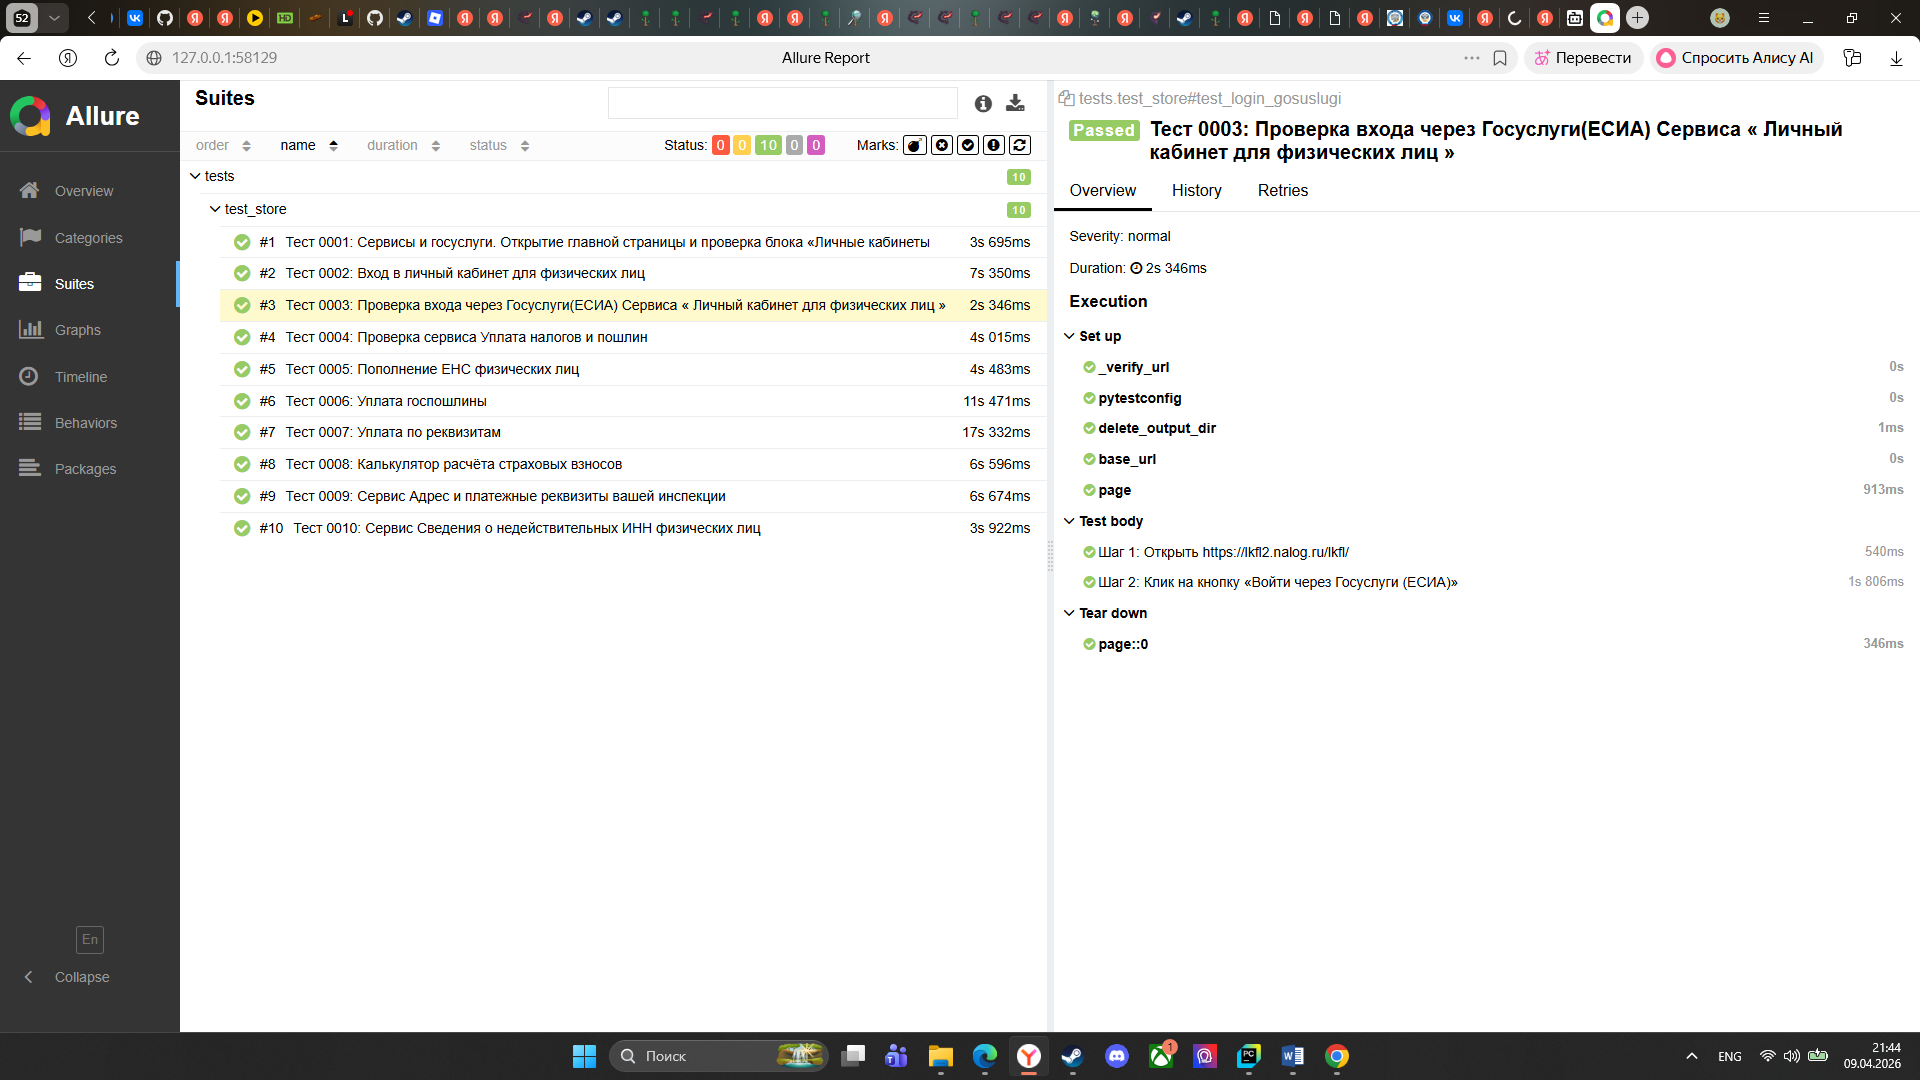 52
HD
127.0.0.1:58129
Allure Report
Перевести
Спросить Алису AI
Allure
Overview
Categories
Suites
Graphs
Timeline
Behaviors
Packages
En
Collapse
Suites
order
name
duration
status
Status:
0
0
10
0
0
Marks:
tests
10
test_store
10
#1 Тест 0001: Сервисы и госуслуги. Открытие главной страницы и проверка блока «Личные кабинеты 3s 695ms
#2 Тест 0002: Вход в личный кабинет для физических лиц 7s 350ms
#3 Тест 0003: Проверка входа через Госуслуги(ЕСИА) Сервиса « Личный кабинет для физических лиц » 2s 346ms
#4 Тест 0004: Проверка сервиса Уплата налогов и пошлин 4s 015ms
#5 Тест 0005: Пополнение ЕНС физических лиц 4s 483ms
#6 Тест 0006: Уплата госпошлины 11s 471ms
#7 Тест 0007: Уплата по реквизитам 17s 332ms
#8 Тест 0008: Калькулятор расчёта страховых взносов 6s 596ms
#9 Тест 0009: Сервис Адрес и платежные реквизиты вашей инспекции 6s 674ms
#10 Тест 0010: Сервис Сведения о недействительных ИНН физических лиц 3s 922ms
tests.test_store#test_login_gosuslugi
Passed
Тест 0003: Проверка входа через Госуслуги(ЕСИА) Сервиса « Личный
кабинет для физических лиц »
Overview
History
Retries
Severity: normal
Duration: 2s 346ms
Execution
Set up
_verify_url 0s
pytestconfig 0s
delete_output_dir 1ms
base_url 0s
page 913ms
Test body
Шаг 1: Открыть https://lkfl2.nalog.ru/lkfl/ 540ms
Шаг 2: Клик на кнопку «Войти через Госуслуги (ЕСИА)» 1s 806ms
Tear down
page::0 346ms
Поиск
1
ENG
21:44
09.04.2026